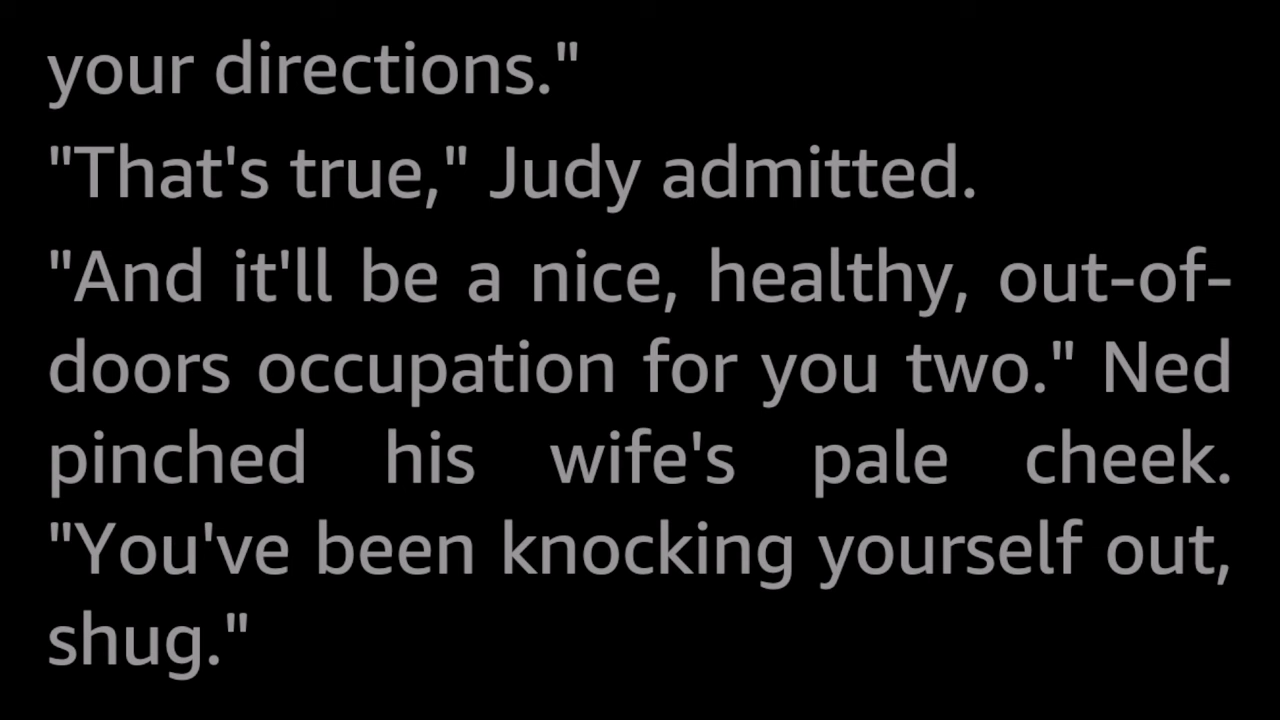 your directions."
"That's true," Judy admitted.
"And it'll be a nice, healthy, out-of-
doors occupation for you two." Ned
pinched his wife's pale cheek.
"You've been knocking yourself out,
shug."